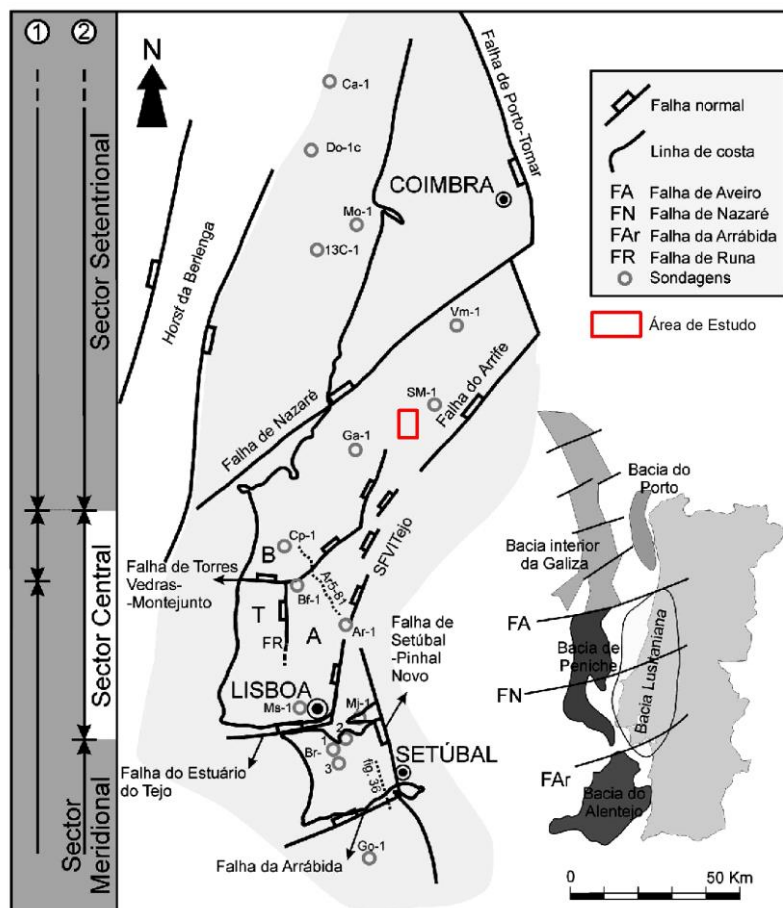 1
2
Sector Setentrional
Sector Central
Sector
Meridional
N
Ca-1
Do-1c
Mo-1
13C-1
COIMBRA
Falha de Porto-Tomar
Horst da Berlenga
Vm-1
SM-1
Ga-1
Falha de Nazaré
Falha do Arrife
Cp-1
B
Falha de Torres
Vedras-
-Montejunto
Bf-1
Ar5-81
SFVI/Tejo
T
FR
A
Ar-1
Falha de
Setúbal
-Pinhal
Novo
LISBOA
Ms-1
Mj-1
2
Br-
1
3
SETÚBAL
fig. 36
Falha do Estuário
do Tejo
Falha da Arrábida
Go-1
Falha normal
Linha de costa
FA Falha de Aveiro
FN Falha de Nazaré
FAr Falha da Arrábida
FR Falha de Runa
Sondagens
Área de Estudo
Bacia do
Porto
Bacia interior
da Galiza
FA
Bacia de
Peniche
Bacia Lusitaniana
FN
FAr
Bacia do
Alentejo
0 50 Km